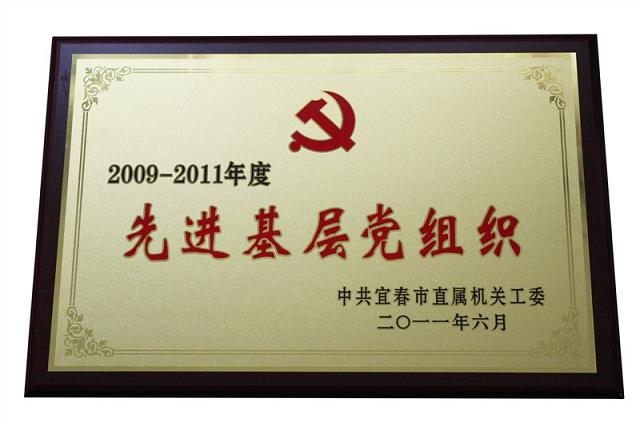 2009-2011年度
先进基层党组织
中共宜春市直属机关工委
二〇一一年六月